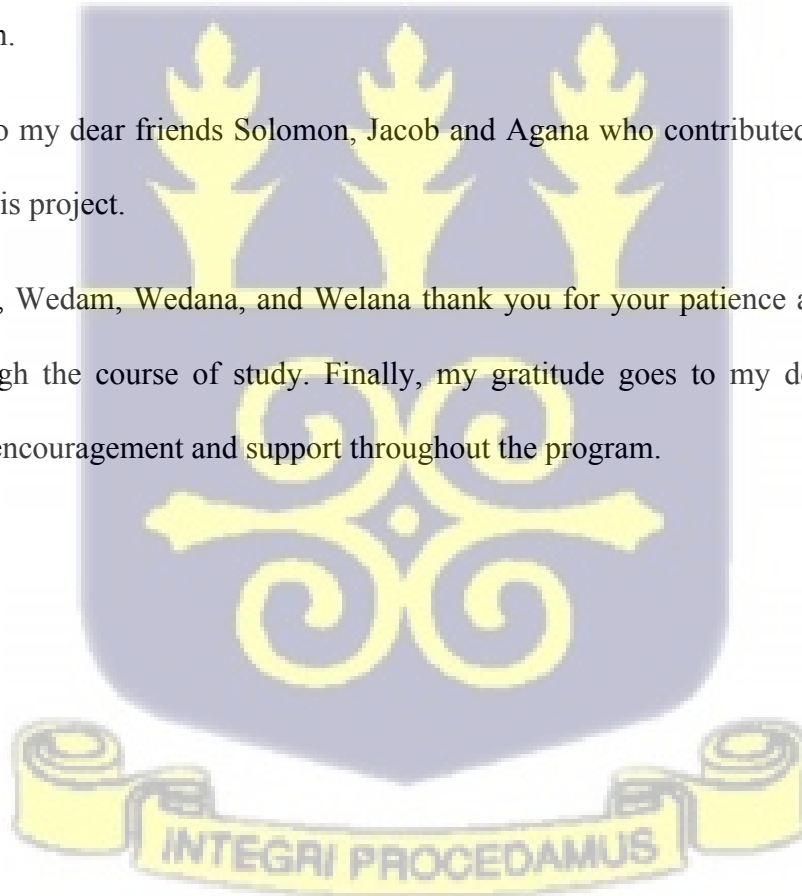 n.
o my dear friends Solomon, Jacob and Agana who contributed
is project.
, Wedam, Wedana, and Welana thank you for your patience a
gh the course of study. Finally, my gratitude goes to my d
encouragement and support throughout the program.
INTEGRI PROCEDAMUS